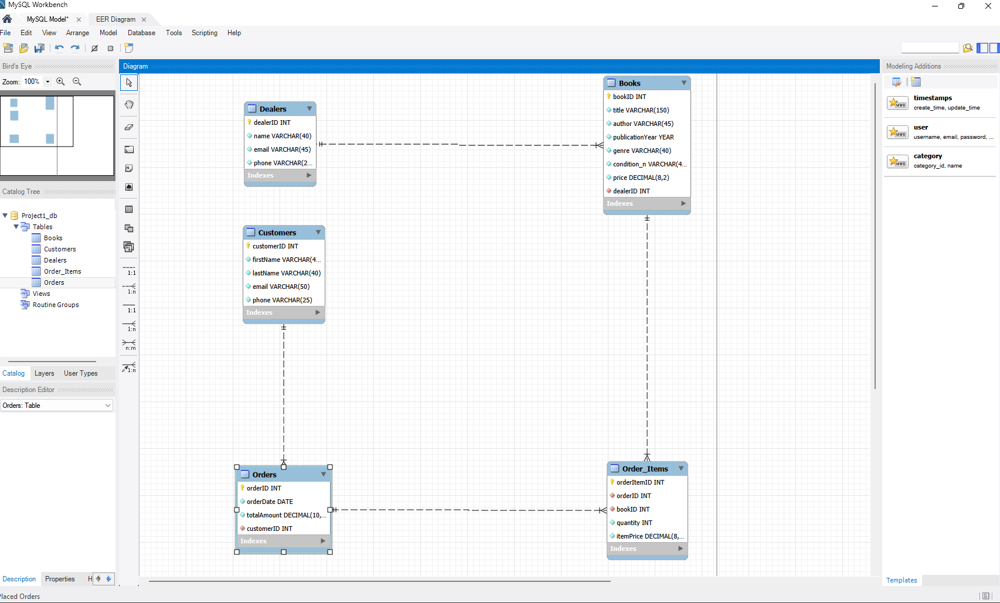 MySQL Workbench
MySQL Model*
EER Diagram
File Edit View Arrange Model Database Tools Scripting Help
Bird's Eye
Zoom: 100%
Catalog Tree
Project1_db
Tables
Books
Customers
Dealers
Order_Items
Orders
Views
Routine Groups
Catalog Layers User Types
Description Editor
Orders: Table
Description Properties H
laced Orders
Diagram
1:1
1:n
1:1
1:n
n:m
1:n
Dealers
dealerID INT
name VARCHAR(40)
email VARCHAR(45)
phone VARCHAR(2...
Indexes
Books
bookID INT
title VARCHAR(150)
author VARCHAR(45)
publicationYear YEAR
genre VARCHAR(40)
condition_n VARCHAR(4...
price DECIMAL(8,2)
dealerID INT
Indexes
Customers
customerID INT
firstName VARCHAR(4...
lastName VARCHAR(40)
email VARCHAR(50)
phone VARCHAR(25)
Indexes
Orders
orderID INT
orderDate DATE
totalAmount DECIMAL(10,...
customerID INT
Indexes
Order_Items
orderItemID INT
orderID INT
bookID INT
quantity INT
itemPrice DECIMAL(8,...
Indexes
Modeling Additions
MWB
timestamps
create_time, update_time
MWB
user
username, email, password, ...
MWB
category
category_id, name
Templates